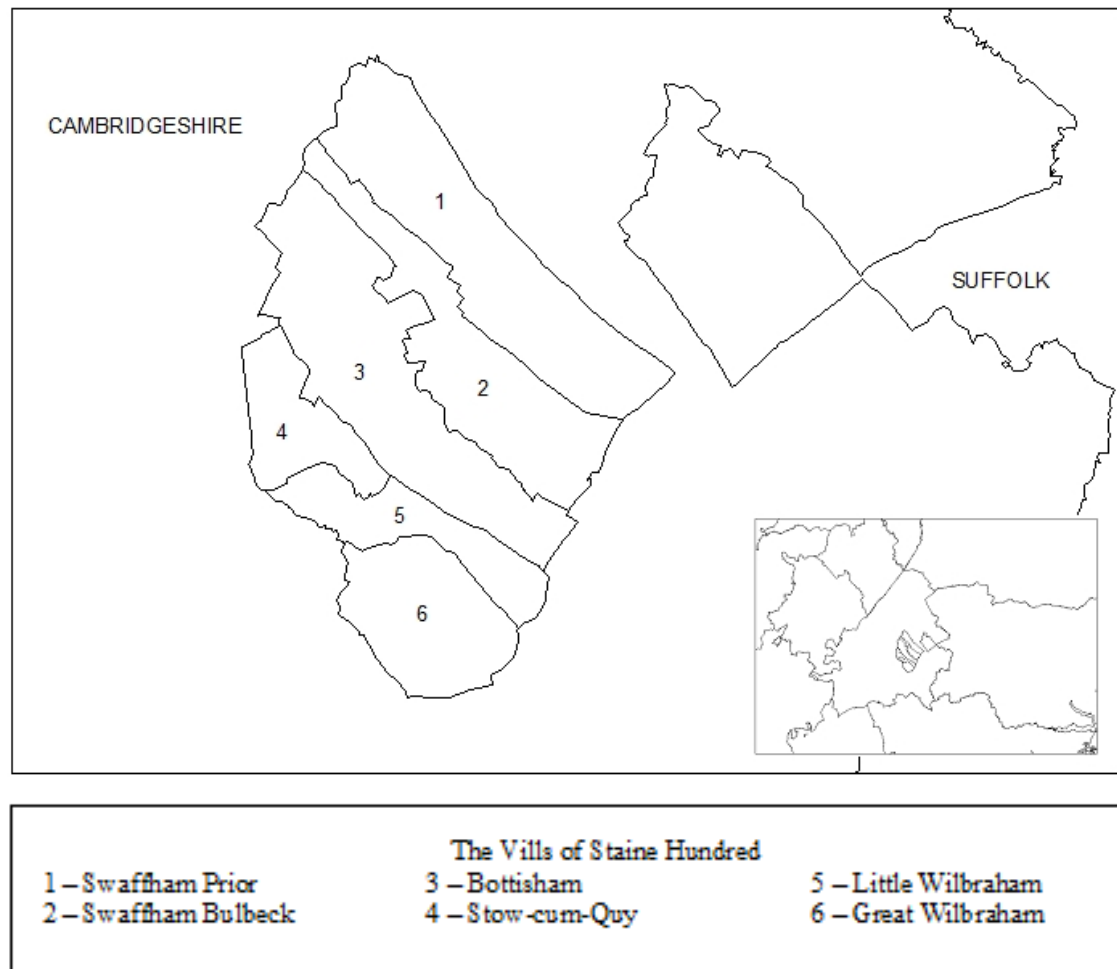 CAMBRIDGESHIRE
1
SUFFOLK
3
2
4
5
6
The Vills of Staine Hundred
1 – Swaffham Prior 3 – Bottisham 5 – Little Wilbraham
2 – Swaffham Bulbeck 4 – Stow-cum-Quy 6 – Great Wilbraham